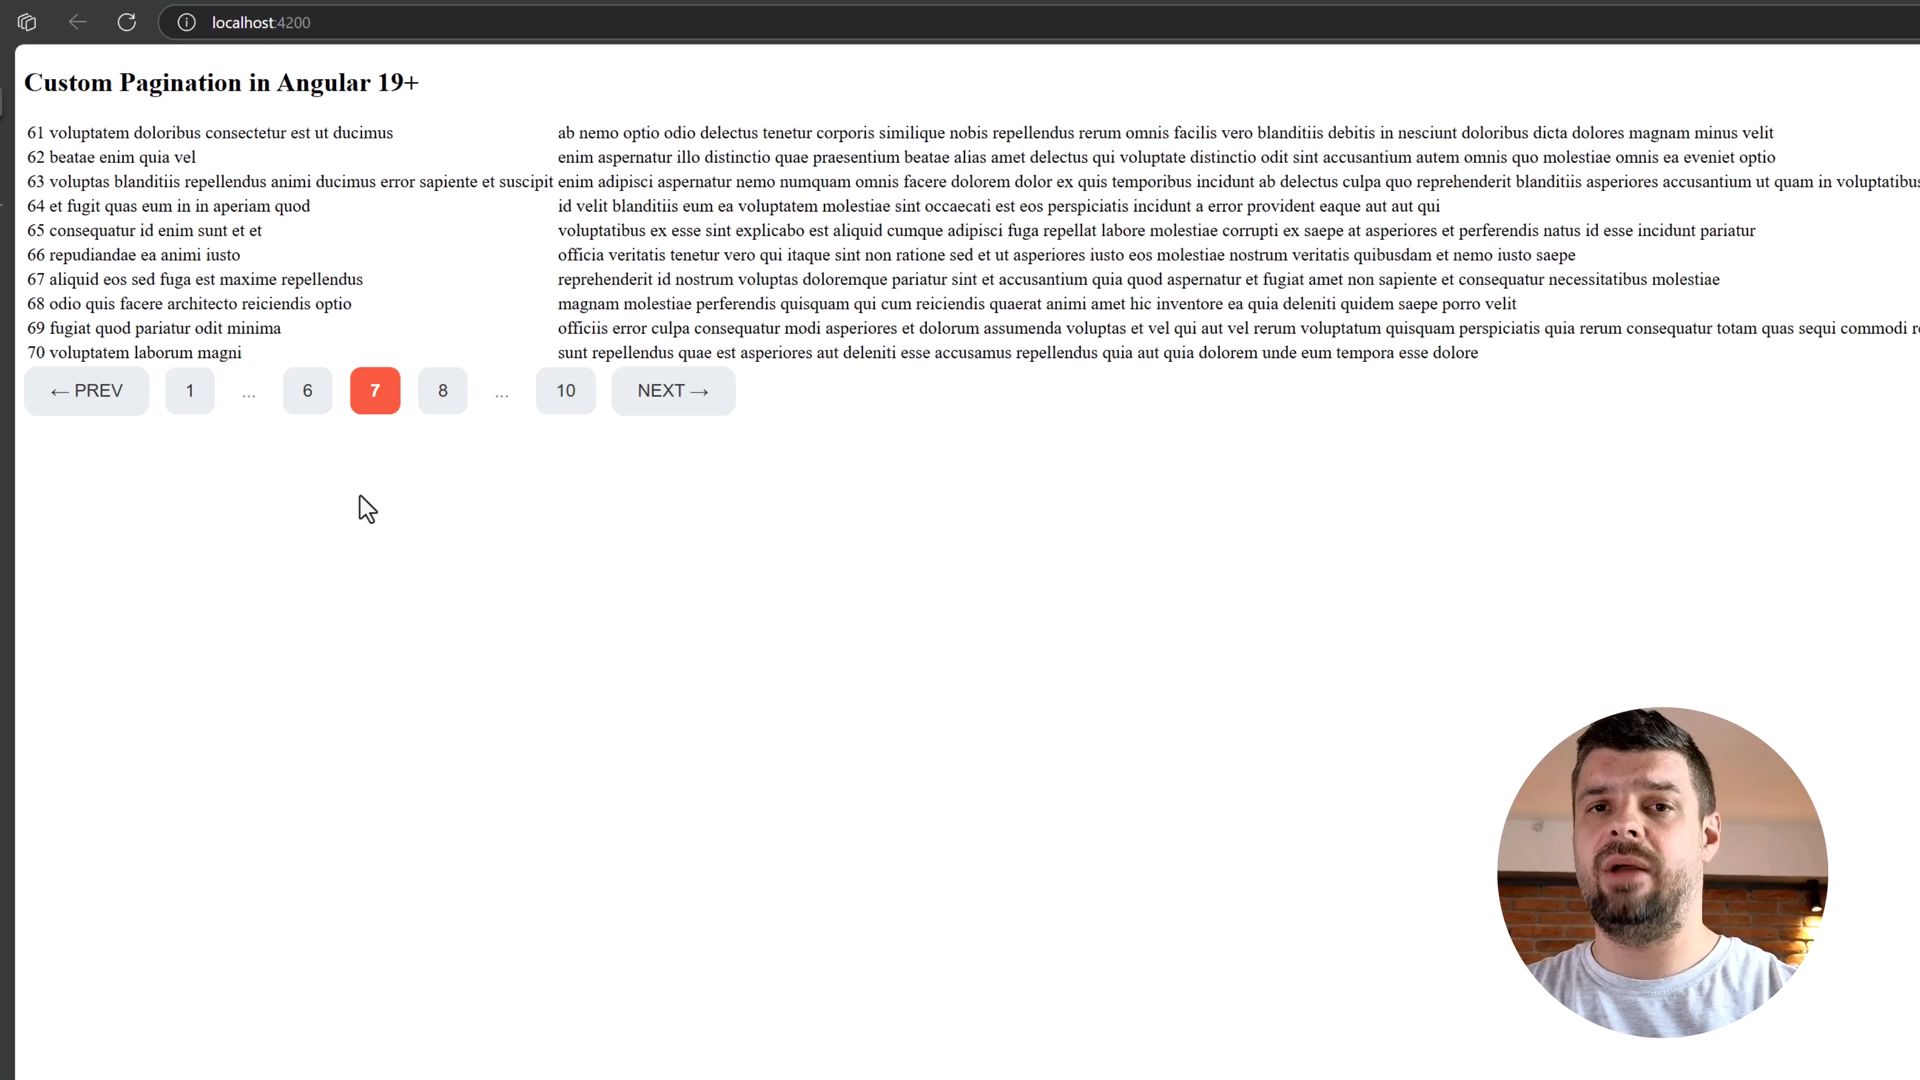 localhost:4200
Custom Pagination in Angular 19+
61 voluptatem doloribus consectetur est ut ducimus ab nemo optio odio delectus tenetur corporis similique nobis repellendus rerum omnis facilis vero blanditiis debitis in nesciunt doloribus dicta dolores magnam minus velit
62 beatae enim quia vel enim aspernatur illo distinctio quae praesentium beatae alias amet delectus qui voluptate distinctio odit sint accusantium autem omnis quo molestiae omnis ea eveniet optio
63 voluptas blanditiis repellendus animi ducimus error sapiente et suscipit enim adipisci aspernatur nemo numquam omnis facere dolorem dolor ex quis temporibus incidunt ab delectus culpa quo reprehenderit blanditiis asperiores accusantium ut quam in voluptatibus
64 et fugit quas eum in in aperiam quod id velit blanditiis eum ea voluptatem molestiae sint occaecati est eos perspiciatis incidunt a error provident eaque aut aut qui
65 consequatur id enim sunt et et voluptatibus ex esse sint explicabo est aliquid cumque adipisci fuga repellat labore molestiae corrupti ex saepe at asperiores et perferendis natus id esse incidunt pariatur
66 repudiandae ea animi iusto officia veritatis tenetur vero qui itaque sint non ratione sed et ut asperiores iusto eos molestiae nostrum veritatis quibusdam et nemo iusto saepe
67 aliquid eos sed fuga est maxime repellendus reprehenderit id nostrum voluptas doloremque pariatur sint et accusantium quia quod aspernatur et fugiat amet non sapiente et consequatur necessitatibus molestiae
68 odio quis facere architecto reiciendis optio magnam molestiae perferendis quisquam qui cum reiciendis quaerat animi amet hic inventore ea quia deleniti quidem saepe porro velit
69 fugiat quod pariatur odit minima officiis error culpa consequatur modi asperiores et dolorum assumenda voluptas et vel qui aut vel rerum voluptatum quisquam perspiciatis quia rerum consequatur totam quas sequi commodi
70 voluptatem laborum magni sunt repellendus quae est asperiores aut deleniti esse accusamus repellendus quia aut quia dolorem unde eum tempora esse dolore
← PREV 1 ... 6 7 8 ... 10 NEXT →